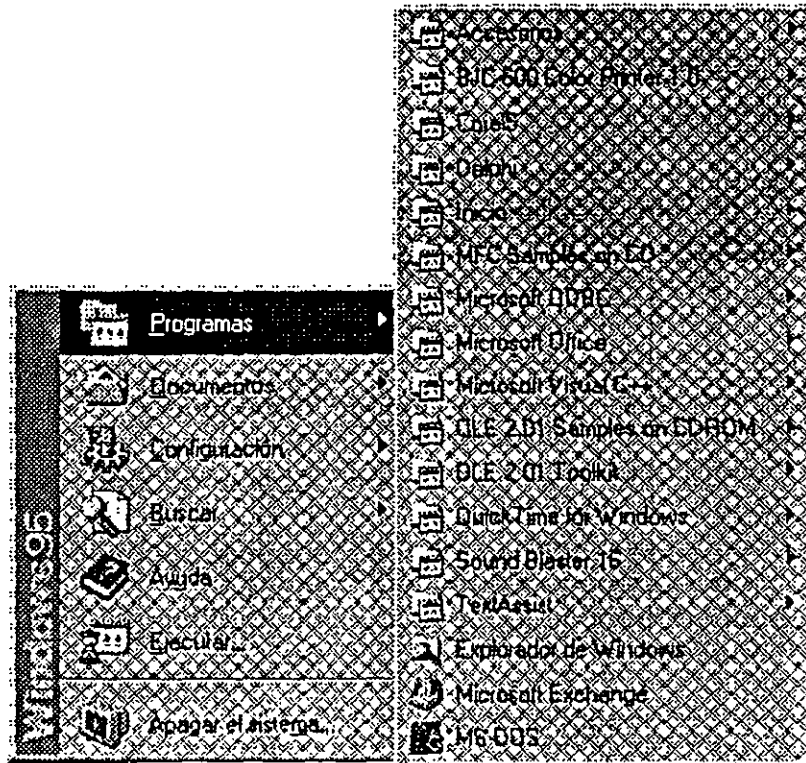 Windows 95
Programas
Documentos
Configuración
Buscar
Ayuda
Ejecutar...
Apagar el sistema...
Accesorios
BJC-600 Color Printer 1.0
Corel5
Delphi
Inicio
MFC Samples on CD
Microsoft ODBC
Microsoft Office
Microsoft Visual C++
OLE 2.01 Samples on CDROM
OLE 2.01 Toolkit
QuickTime for Windows
Sound Blaster 16
TextAssist
Explorador de Windows
Microsoft Exchange
MS-DOS